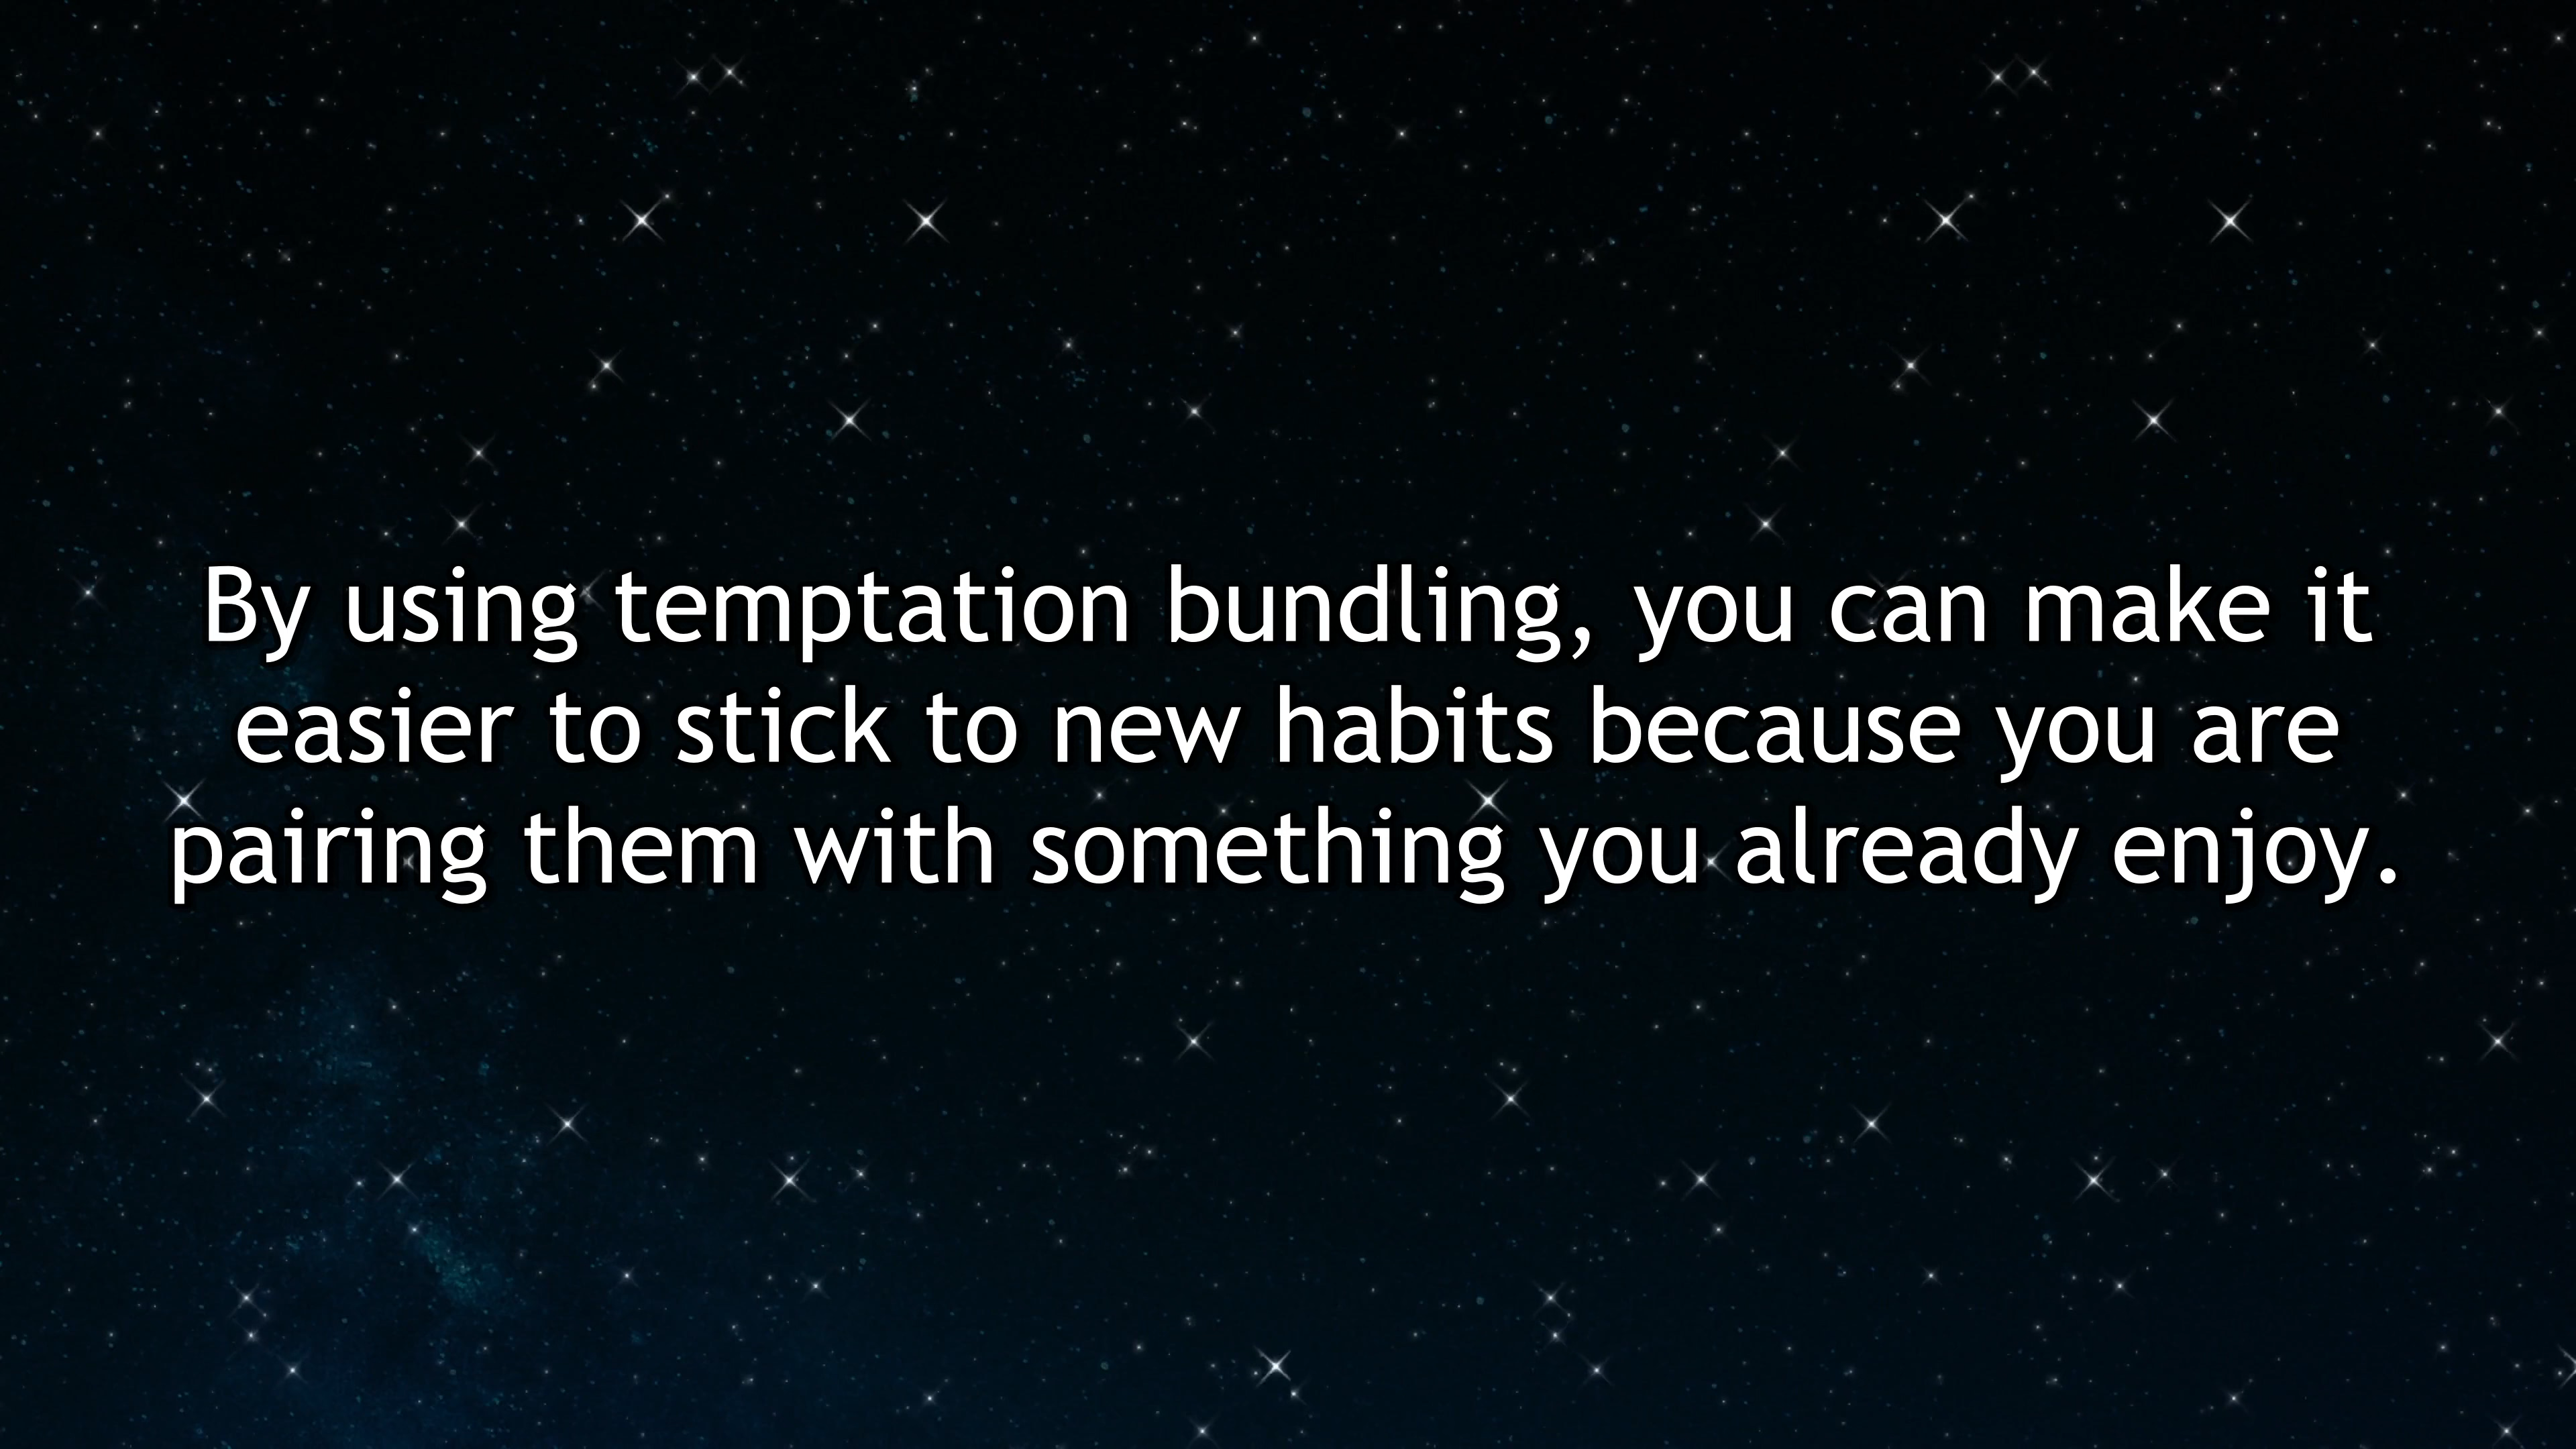 By using temptation bundling, you can make it
easier to stick to new habits because you are
pairing them with something you already enjoy.